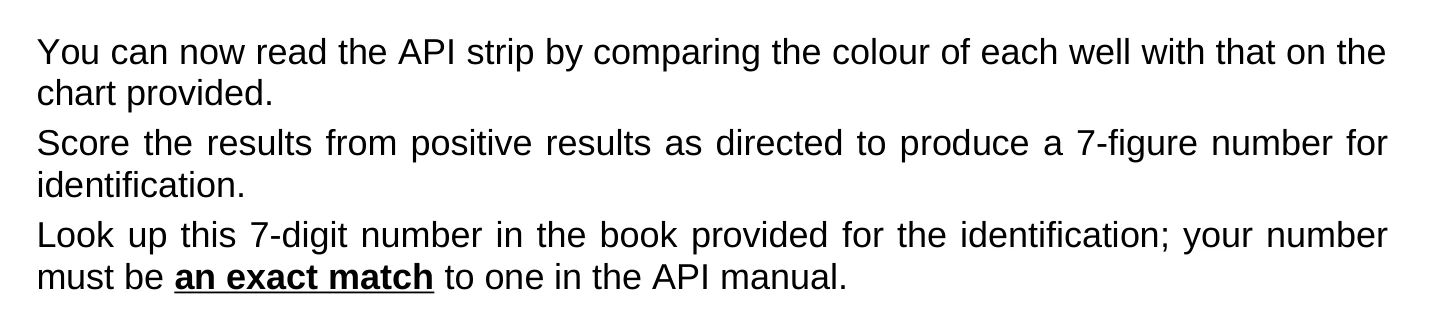 You can now read the API strip by comparing the colour of each well with that on the
chart provided.
Score the results from positive results as directed to produce a 7-figure number for
identification.
Look up this 7-digit number in the book provided for the identification; your number
must be an exact match to one in the API manual.